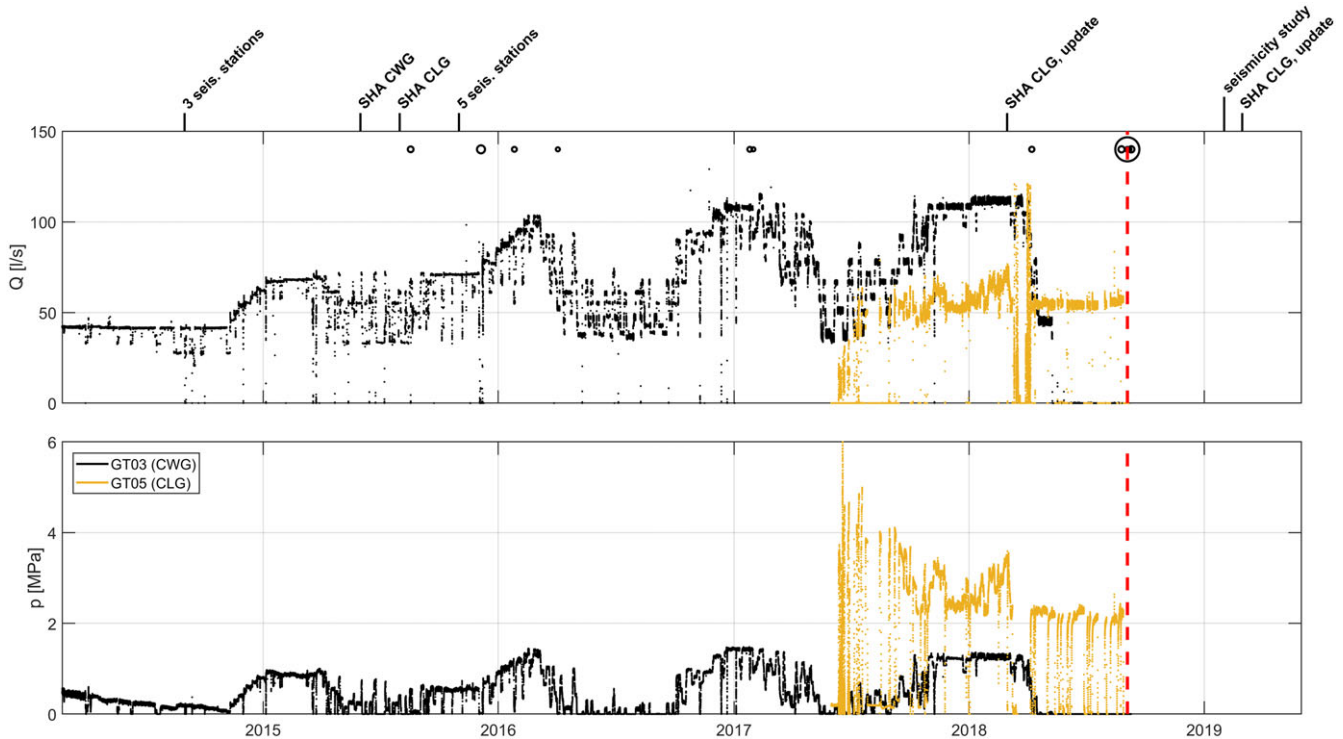 3 seis. stations
SHA CWG
SHA CLG
5 seis. stations
SHA CLG, update
seismicity study
SHA CLG, update
150
100
50
0
Q [l/s]
6
4
2
0
p [MPa]
GT03 (CWG)
GT05 (CLG)
2015
2016
2017
2018
2019